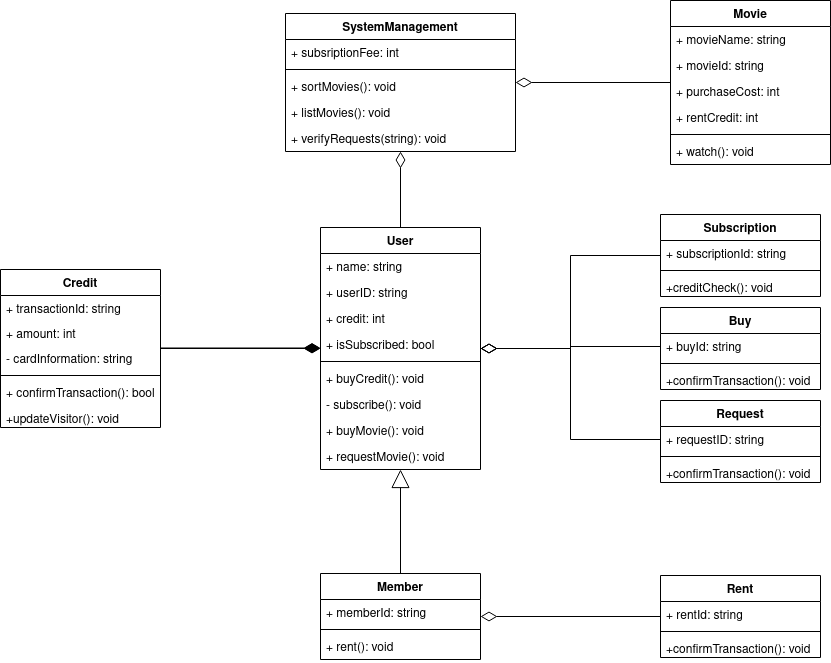 SystemManagement
+ subsriptionFee: int
+ sortMovies(): void
+ listMovies(): void
+ verifyRequests(string): void
Movie
+ movieName: string
+ movieId: string
+ purchaseCost: int
+ rentCredit: int
+ watch(): void
Credit
+ transactionId: string
+ amount: int
- cardInformation: string
+ confirmTransaction(): bool
+updateVisitor(): void
User
+ name: string
+ userID: string
+ credit: int
+ isSubscribed: bool
+ buyCredit(): void
- subscribe(): void
+ buyMovie(): void
+ requestMovie(): void
Subscription
+ subscriptionId: string
+creditCheck(): void
Buy
+ buyId: string
+confirmTransaction(): void
Request
+ requestID: string
+confirmTransaction(): void
Member
+ memberId: string
+ rent(): void
Rent
+ rentId: string
+confirmTransaction(): void